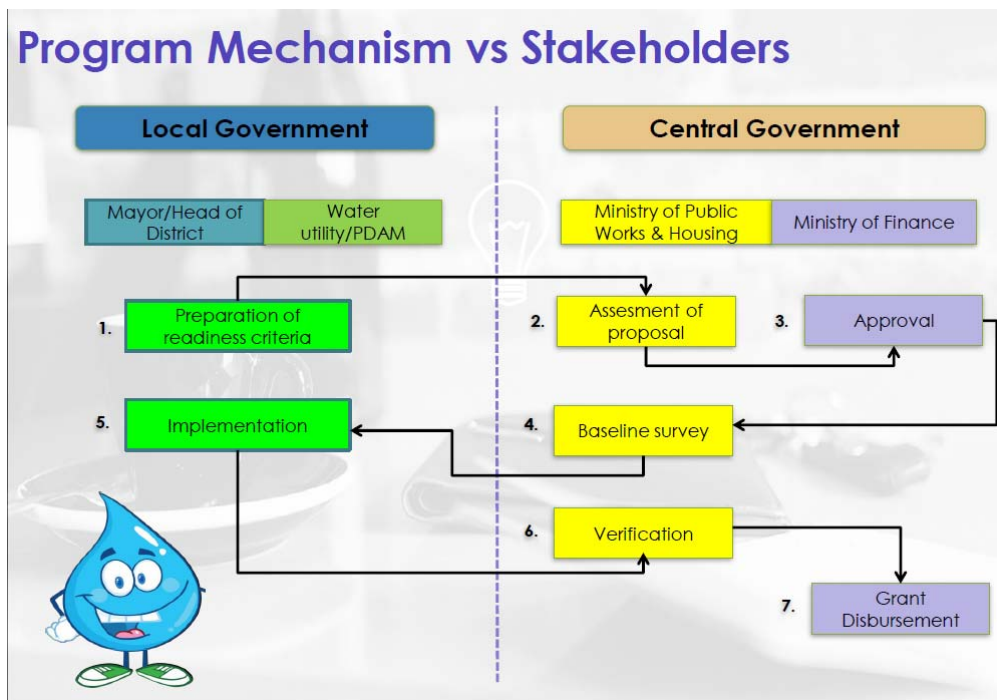 Program Mechanism vs Stakeholders
Local Government
Central Government
Mayor/Head of
District
Water
utility/PDAM
Ministry of Public
Works & Housing
Ministry of Finance
1.
Preparation of
readiness criteria
2.
Assesment of
proposal
3.
Approval
5.
Implementation
4.
Baseline survey
6.
Verification
7.
Grant
Disbursement